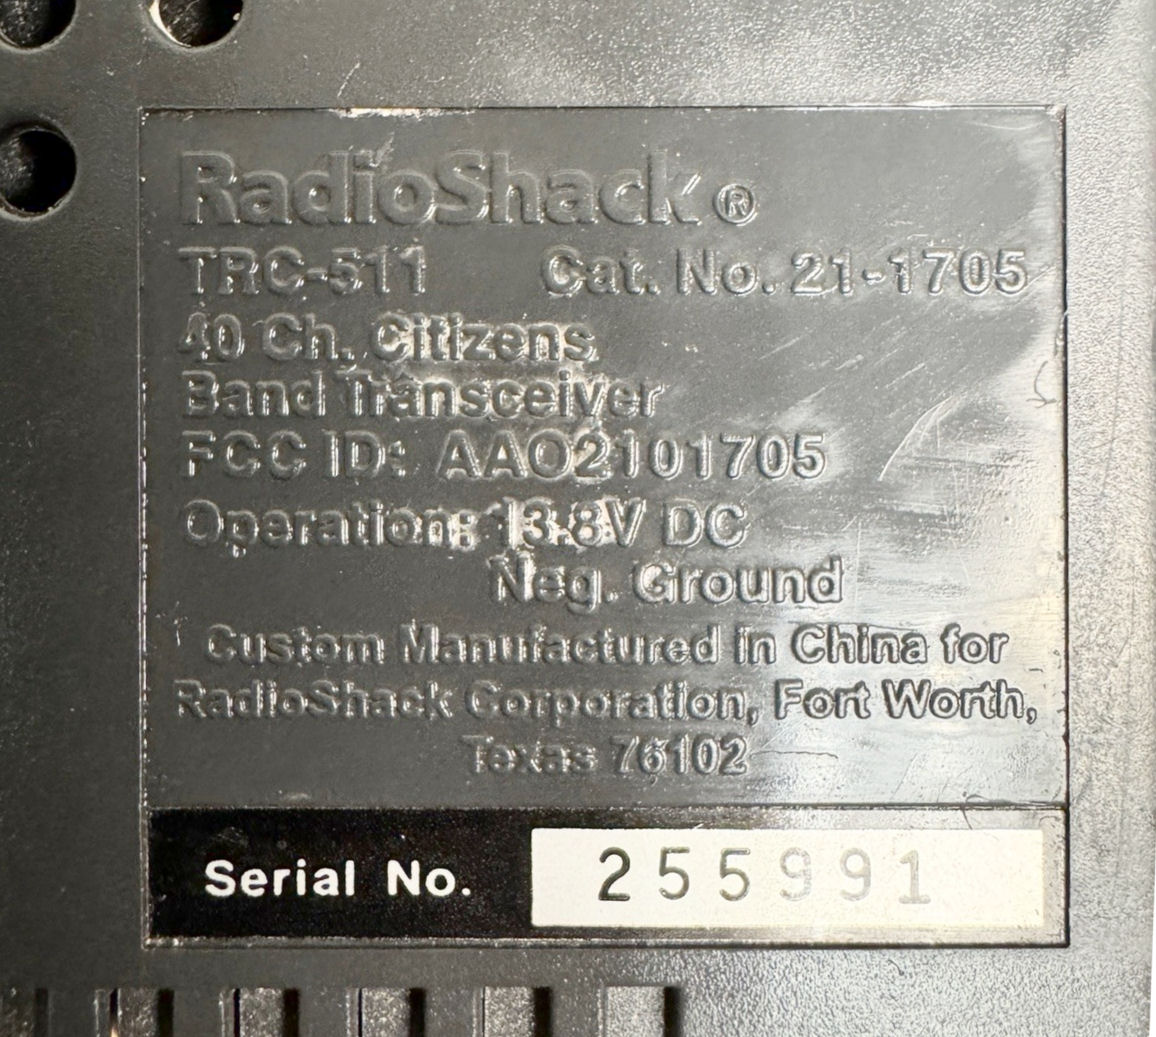 RadioShack®
TRC-511 Cat. No. 21-1705
40 Ch. Citizens
Band Transceiver
FCC ID: AAO2101705
Operation: 13.8V DC
Neg. Ground
Custom Manufactured in China for
RadioShack Corporation, Fort Worth,
Texas 76102
Serial No. 255991